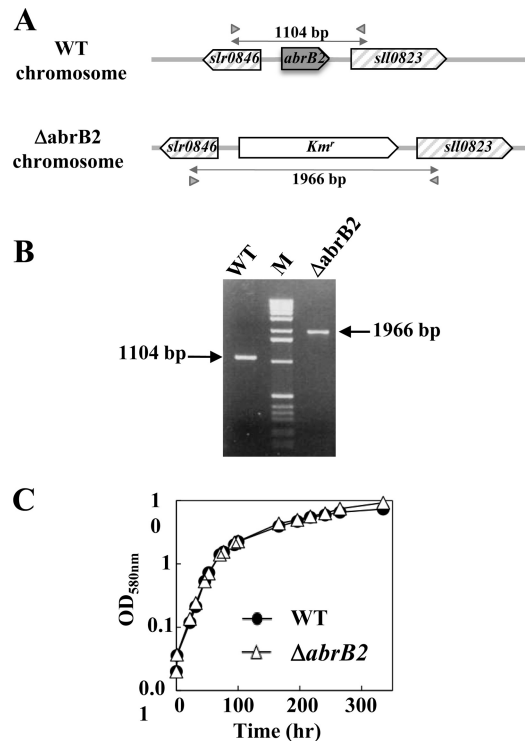 A
WT
chromosome
1104 bp
slr0846
abrB2
sll0823
ΔabrB2
chromosome
slr0846
Kmr
sll0823
1966 bp
B
WT
M
ΔabrB2
1104 bp
1966 bp
C
1
0
1
0.1
0.0
1
OD580nm
WT
ΔabrB2
0 100 200 300
Time (hr)